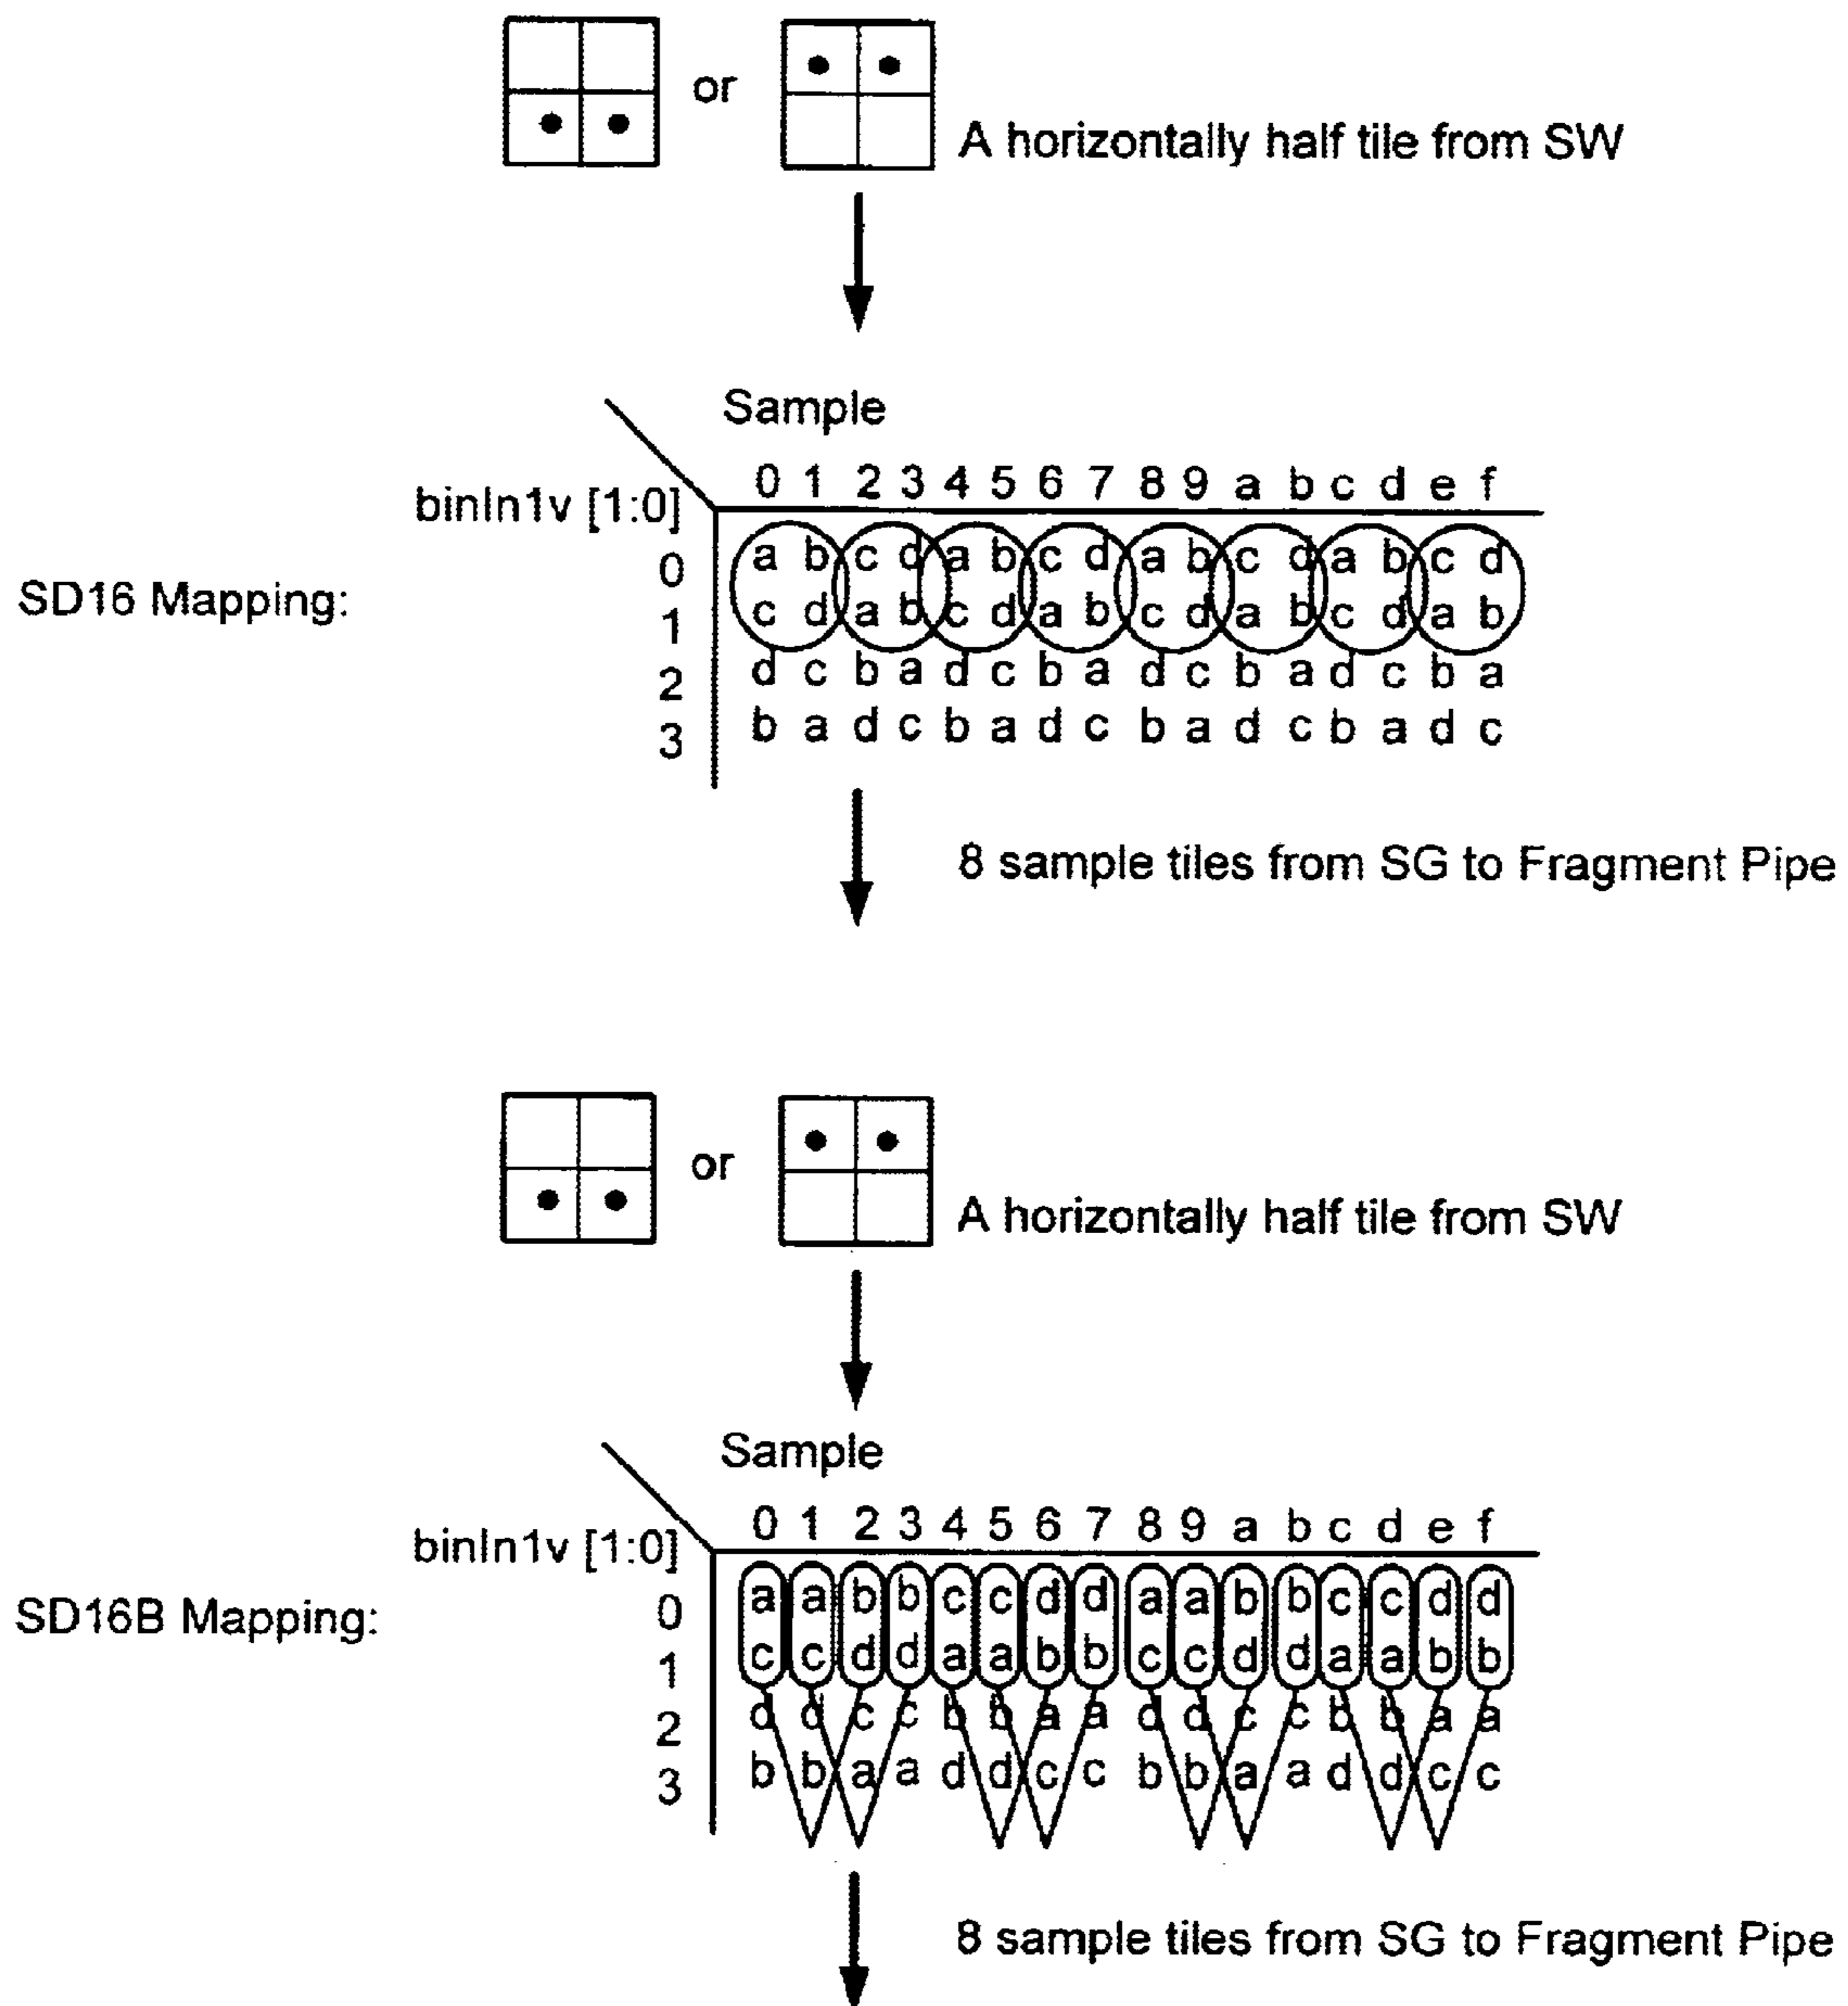 or
A horizontally half tile from SW
Sample
binIn1v [1:0] 0 1 2 3 4 5 6 7 8 9 a b c d e f
SD16 Mapping:
0 a b c d a b c d a b c d a b c d
1 c d a b c d a b c d a b c d a b
2 d c b a d c b a d c b a d c b a
3 b a d c b a d c b a d c b a d c
8 sample tiles from SG to Fragment Pipe
or
A horizontally half tile from SW
Sample
binIn1v [1:0] 0 1 2 3 4 5 6 7 8 9 a b c d e f
SD16B Mapping:
0 a a b b c c d d a a b b c c d d
1 c c d d a a b b c c d d a a b b
2 d d c c b b a a d d c c b b a a
3 b b a a d d c c b b a a d d c c
8 sample tiles from SG to Fragment Pipe